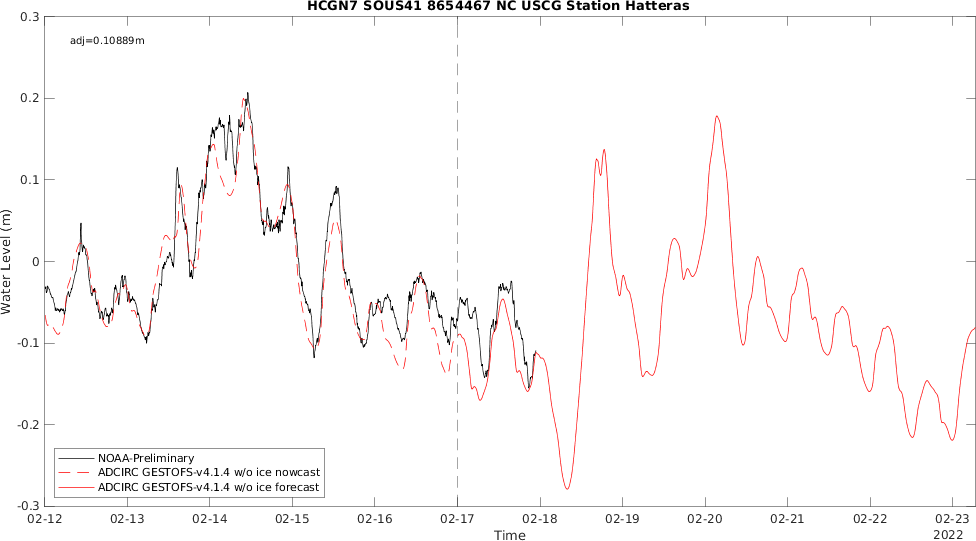 HCGN7 SOUS41 8654467 NC USCG Station Hatteras
0.3
adj=0.10889m
0.2
0.1
0
-0.1
-0.2
-0.3
Water Level (m)
NOAA-Preliminary
ADCIRC GESTOFS-v4.1.4 w/o ice nowcast
ADCIRC GESTOFS-v4.1.4 w/o ice forecast
02-12 02-13 02-14 02-15 02-16 02-17 02-18 02-19 02-20 02-21 02-22 02-23
Time
2022